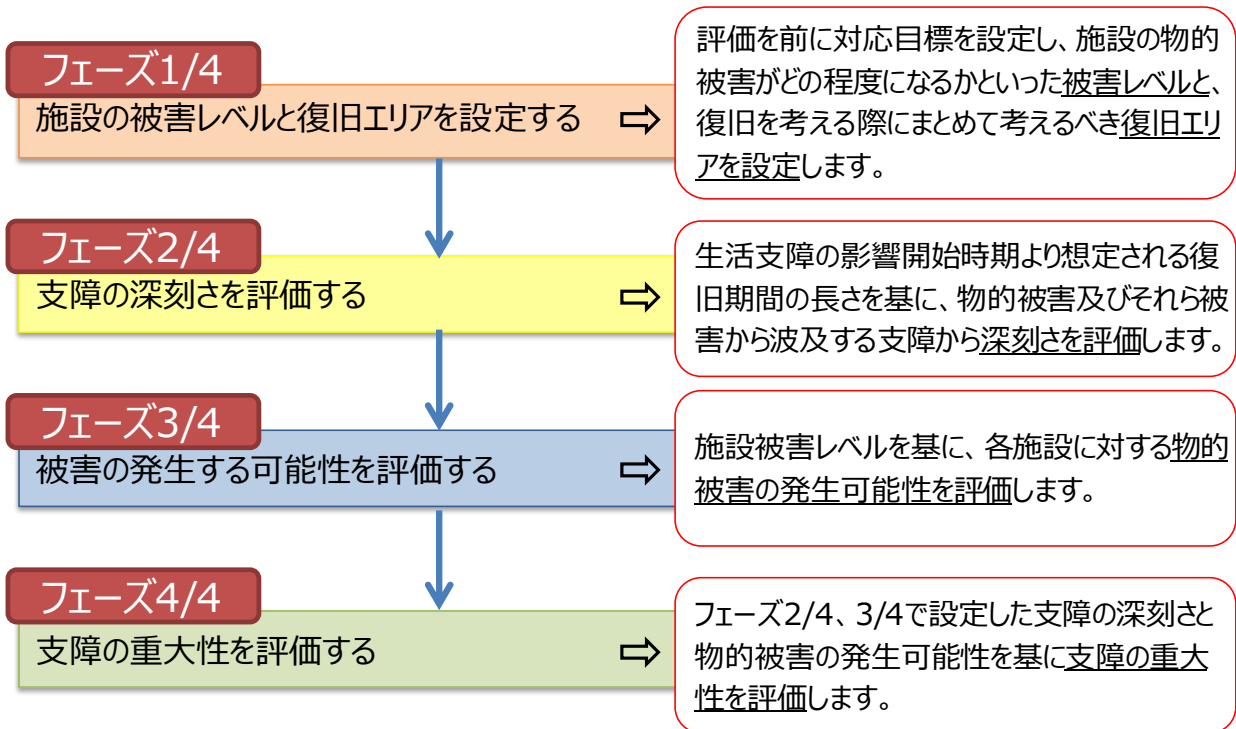 フェーズ1/4
施設の被害レベルと復旧エリアを設定する
⇨
評価を前に対応目標を設定し、施設の物的
被害がどの程度になるかといった被害レベルと、
復旧を考える際にまとめて考えるべき復旧エリ
アを設定します。
フェーズ2/4
支障の深刻さを評価する
⇨
生活支障の影響開始時期より想定される復
旧期間の長さを基に、物的被害及びそれら被
害から波及する支障から深刻さを評価します。
フェーズ3/4
被害の発生する可能性を評価する
⇨
施設被害レベルを基に、各施設に対する物的
被害の発生可能性を評価します。
フェーズ4/4
支障の重大性を評価する
⇨
フェーズ2/4、3/4で設定した支障の深刻さと
物的被害の発生可能性を基に支障の重大
性を評価します。